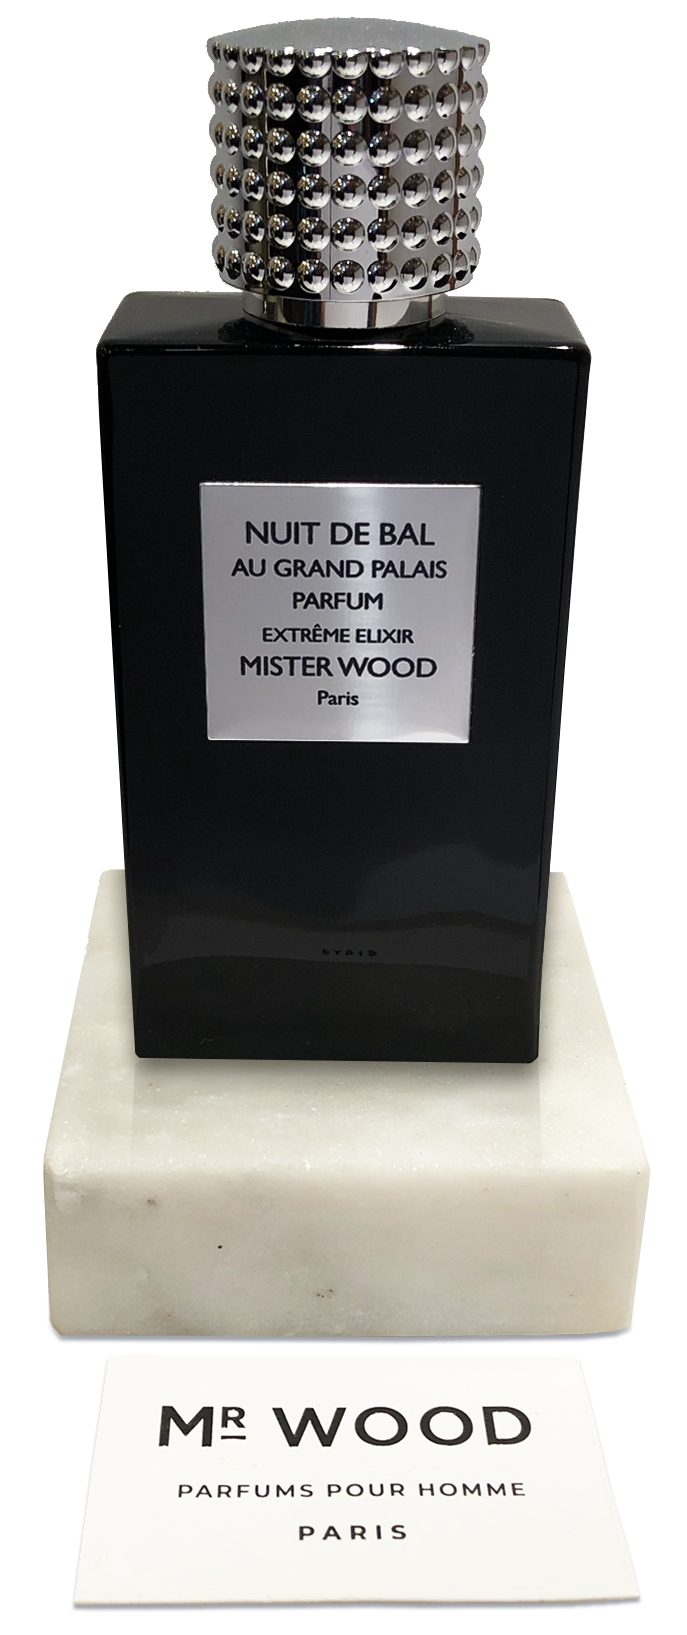 NUIT DE BAL
AU GRAND PALAIS
PARFUM
EXTRÊME ELIXIR
MISTER WOOD
Paris
MR WOOD
PARFUMS POUR HOMME
PARIS